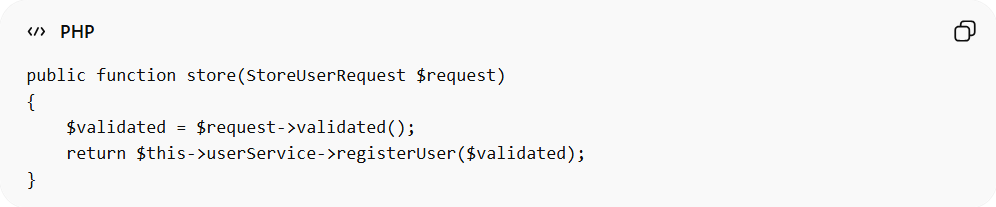 </> PHP
public function store(StoreUserRequest $request)
{
    $validated = $request->validated();
    return $this->userService->registerUser($validated);
}